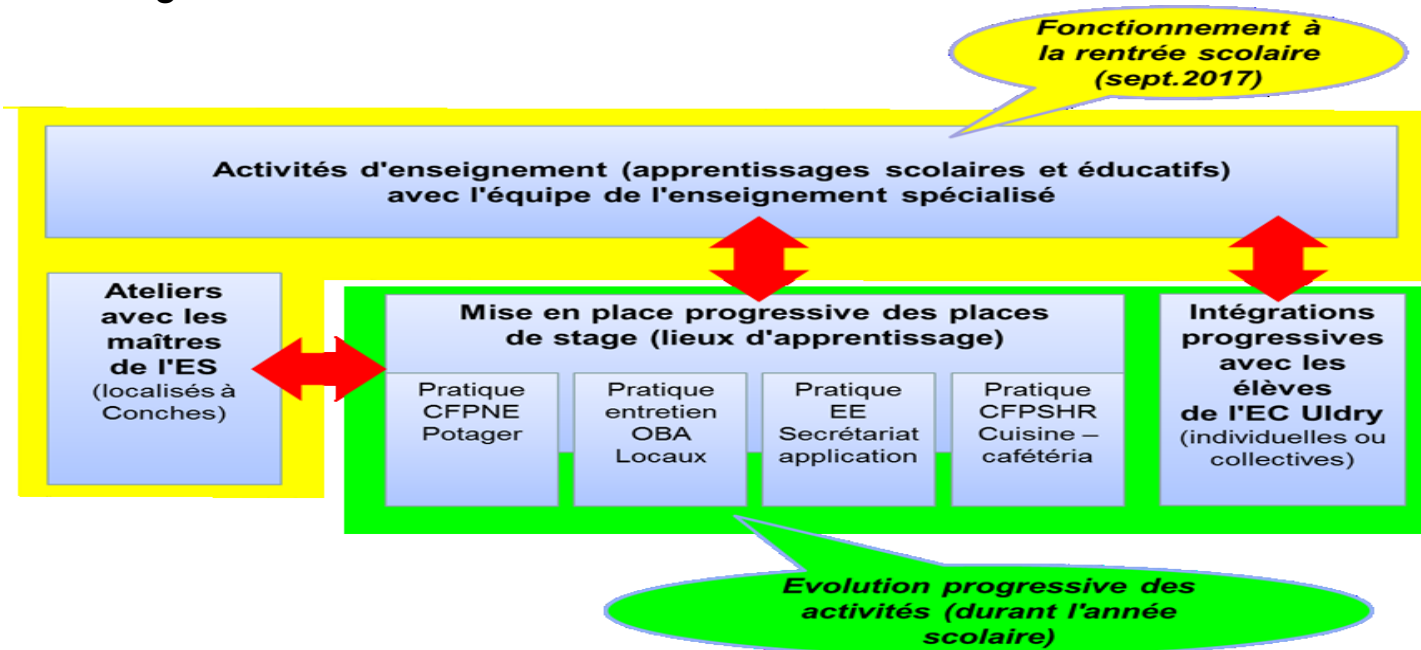 Fonctionnement à
la rentrée scolaire
(sept.2017)
Activités d'enseignement (apprentissages scolaires et éducatifs)
avec l'équipe de l'enseignement spécialisé
Ateliers
avec les
maîtres
de l'ES
(localisés à
Conches)
Mise en place progressive des places
de stage (lieux d'apprentissage)
Pratique
CFPNE
Potager
Pratique
entretien
OBA
Locaux
Pratique
EE
Secrétariat
application
Pratique
CFPSHR
Cuisine –
cafétéria
Intégrations
progressives
avec les
élèves
de l'EC Uldry
(individuelles ou
collectives)
Evolution progressive des
activités (durant l'année
scolaire)